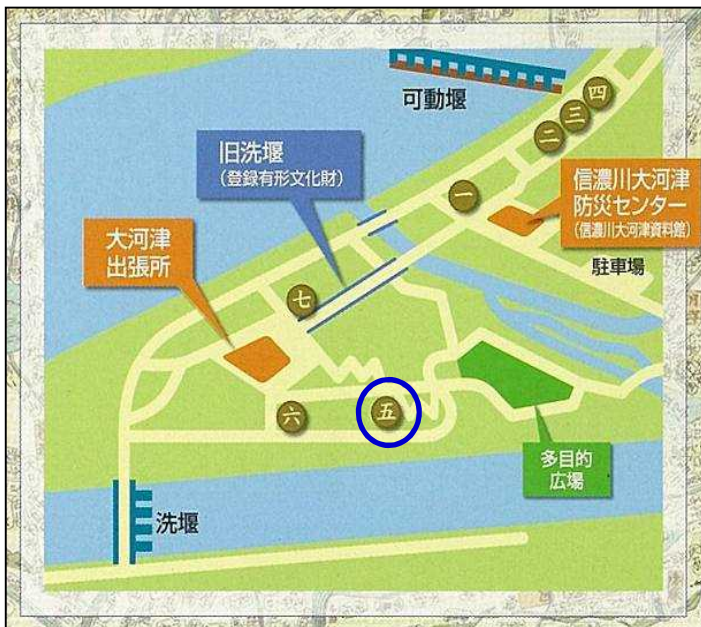 可動堰
四
三
二
旧洗堰
(登録有形文化財)
一
信濃川大河津
防災センター
(信濃川大河津資料館)
大河津
出張所
駐車場
七
六
五
多目的
広場
洗堰